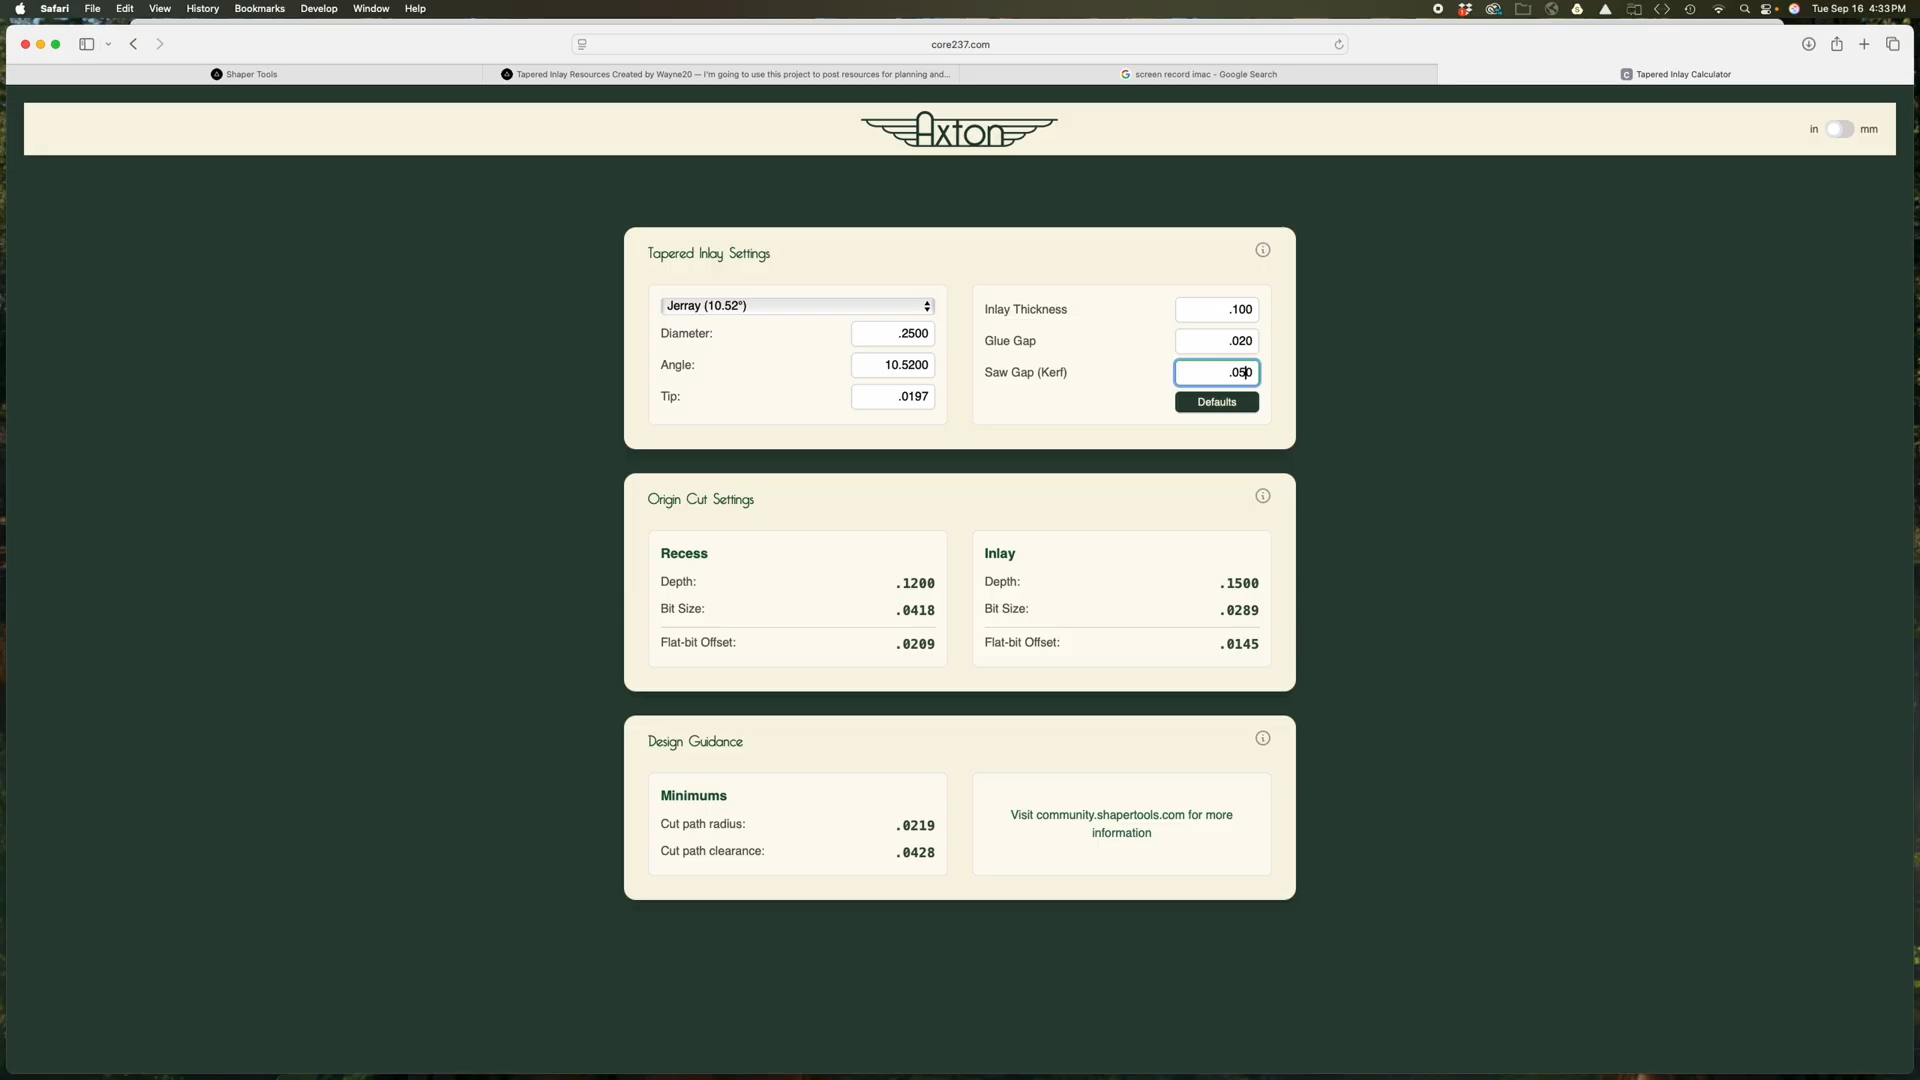 Safari File Edit View History Bookmarks Develop Window Help Tue Sep 16 4:33 PM
core237.com
Shaper Tools
Tapered Inlay Resources Created by Wayne20 — I'm going to use this project to post resources for planning and...
screen record imac - Google Search
Tapered Inlay Calculator
Axton
in mm
Tapered Inlay Settings
Jerray (10.52°)
Diameter: .2500
Angle: 10.5200
Tip: .0197
Inlay Thickness .100
Glue Gap .020
Saw Gap (Kerf) .050
Defaults
Origin Cut Settings
Recess
Depth: .1200
Bit Size: .0418
Flat-bit Offset: .0209
Inlay
Depth: .1500
Bit Size: .0289
Flat-bit Offset: .0145
Design Guidance
Minimums
Cut path radius: .0219
Cut path clearance: .0428
Visit community.shapertools.com for more
information